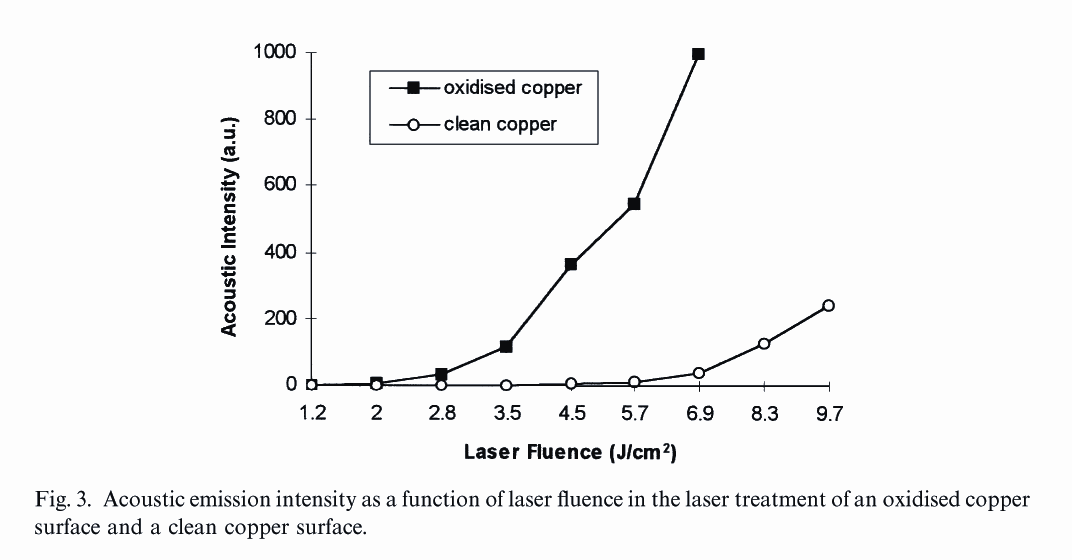 1000
800
600
400
200
0
Acoustic Intensity (a.u.)
oxidised copper
clean copper
1.2 2 2.8 3.5 4.5 5.7 6.9 8.3 9.7
Laser Fluence (J/cm²)
Fig. 3. Acoustic emission intensity as a function of laser fluence in the laser treatment of an oxidised copper
surface and a clean copper surface.